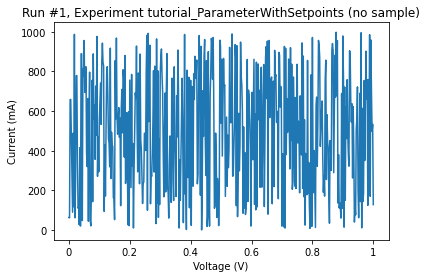 Run #1, Experiment tutorial_ParameterWithSetpoints (no sample)
1000
800
600
400
200
0
Current (mA)
0 0.2 0.4 0.6 0.8 1
Voltage (V)